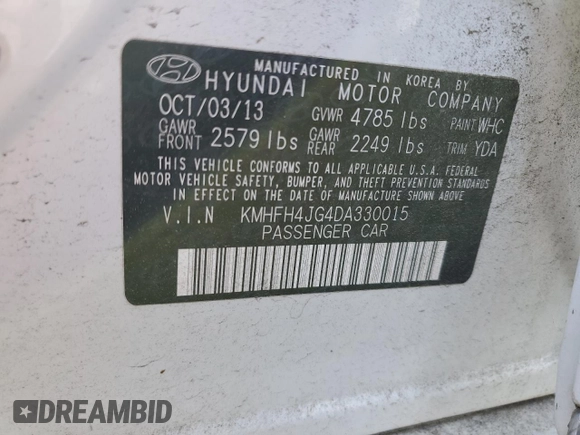 MANUFACTURED IN KOREA BY
HYUNDAI MOTOR COMPANY
OCT/03/13 GVWR 4785 lbs PAINT WHC
GAWR FRONT 2579 lbs GAWR REAR 2249 lbs TRIM YDA
THIS VEHICLE CONFORMS TO ALL APPLICABLE U.S.A. FEDERAL
MOTOR VEHICLE SAFETY, BUMPER, AND THEFT PREVENTION STANDARDS
IN EFFECT ON THE DATE OF MANUFACTURE SHOWN ABOVE.
V.I.N KMHFH4JG4DA330015
PASSENGER CAR
DREAMBID